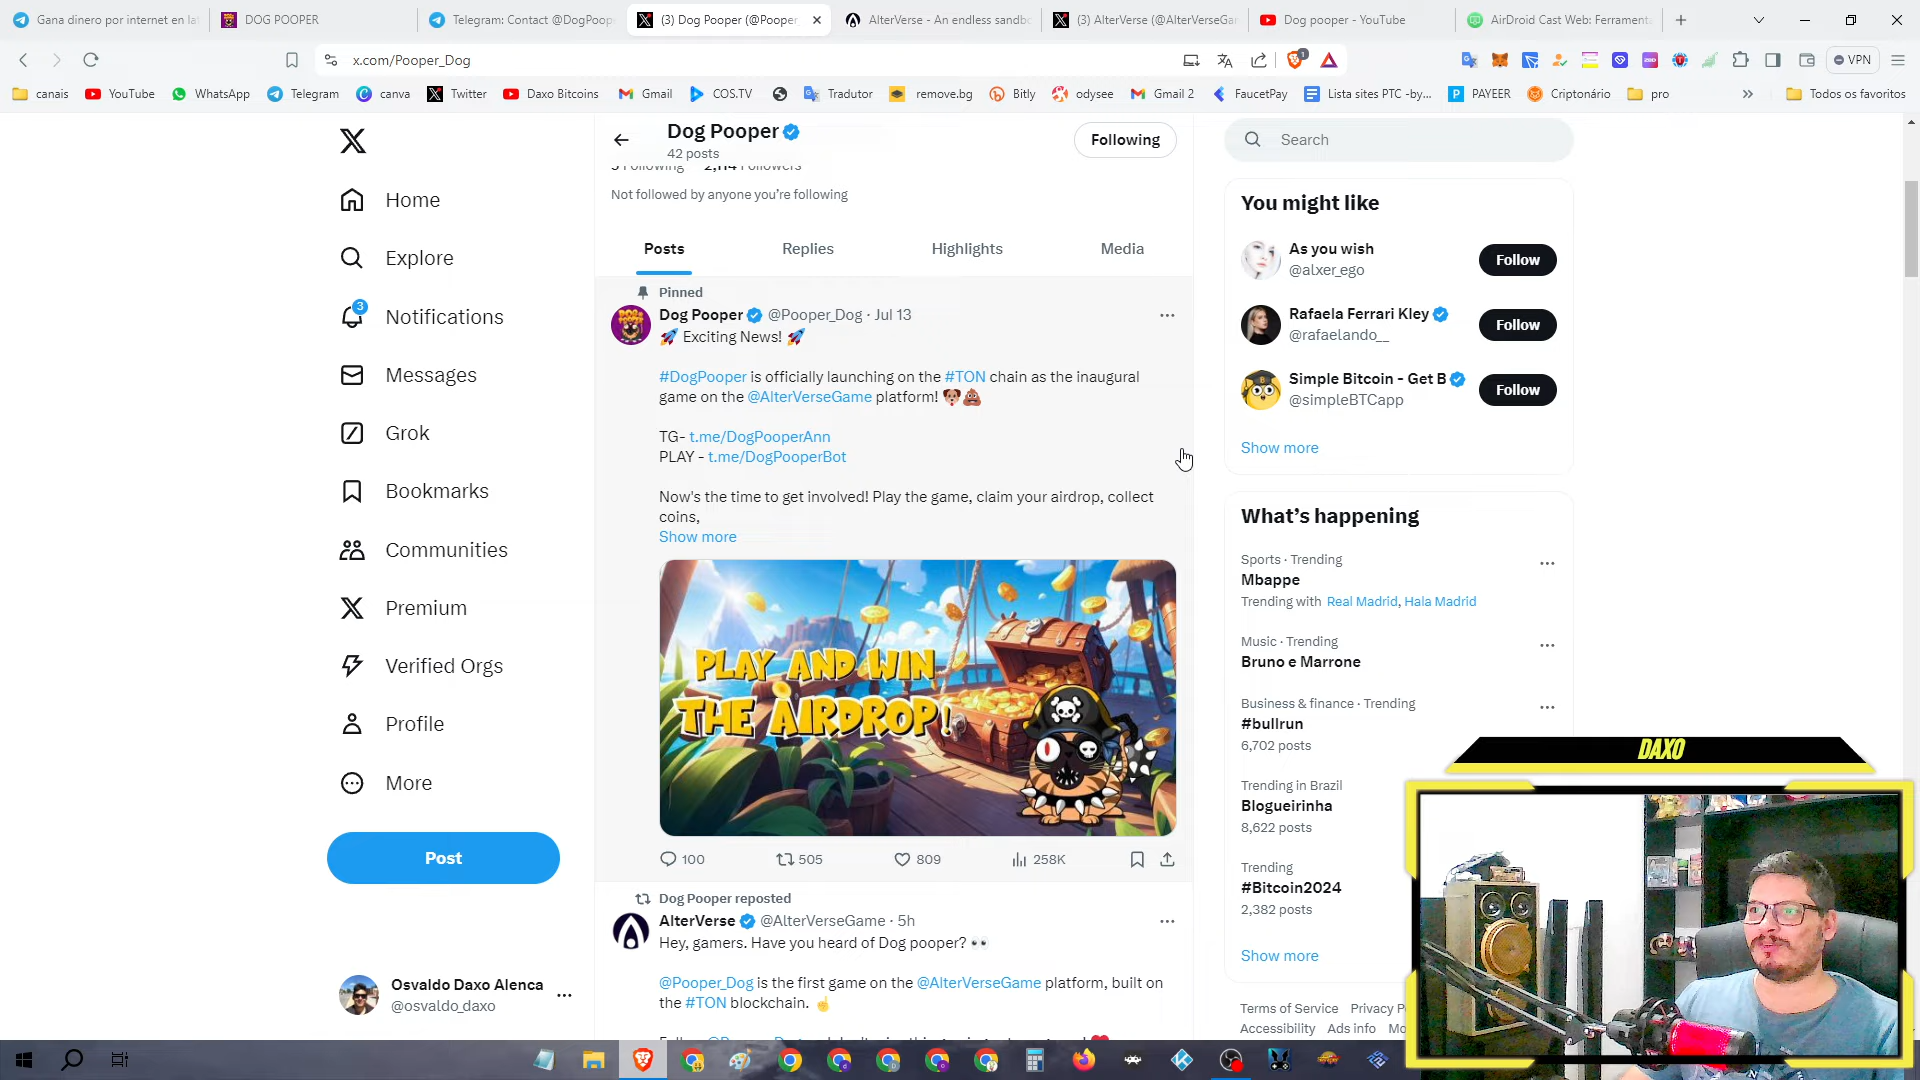 Gana dinero por internet en la
DOG POOPER
Telegram: Contact @DogPoope
(3) Dog Pooper (@Pooper_
AlterVerse - An endless sandb
(3) AlterVerse (@AlterVerseGa
Dog pooper - YouTube
AirDroid Cast Web: Ferrament
x.com/Pooper_Dog
1
VPN
canais
YouTube
WhatsApp
Telegram
canva
Twitter
Daxo Bitcoins
Gmail
COS.TV
Tradutor
remove.bg
Bitly
odysee
Gmail 2
FaucetPay
Lista sites PTC -by...
PAYEER
Criptonário
pro
Todos os favoritos
Home
Explore
3
Notifications
Messages
Grok
Bookmarks
Communities
Premium
Verified Orgs
Profile
More
Post
Osvaldo Daxo Alenca
@osvaldo_daxo
Dog Pooper
42 posts
Following
Not followed by anyone you're following
Posts
Replies
Highlights
Media
Pinned
Dog Pooper @Pooper_Dog · Jul 13
🚀 Exciting News! 🚀
#DogPooper is officially launching on the #TON chain as the inaugural
game on the @AlterVerseGame platform! 🐶💩
TG- t.me/DogPooperAnn
PLAY - t.me/DogPooperBot
Now's the time to get involved! Play the game, claim your airdrop, collect
coins,
Show more
PLAY AND WIN
THE AIRDROP!
100
505
809
258K
Dog Pooper reposted
AlterVerse @AlterVerseGame · 5h
Hey, gamers. Have you heard of Dog pooper? 👀
@Pooper_Dog is the first game on the @AlterVerseGame platform, built on
the #TON blockchain. ☝️
Search
You might like
As you wish
@alxer_ego
Follow
Rafaela Ferrari Kley
@rafaelando__
Follow
Simple Bitcoin - Get B
@simpleBTCapp
Follow
Show more
What's happening
Sports · Trending
Mbappe
Trending with Real Madrid, Hala Madrid
Music · Trending
Bruno e Marrone
Business & finance · Trending
#bullrun
6,702 posts
Trending in Brazil
Blogueirinha
8,622 posts
Trending
#Bitcoin2024
2,382 posts
Show more
Terms of Service Privacy P
Accessibility Ads info Mo
DAXO